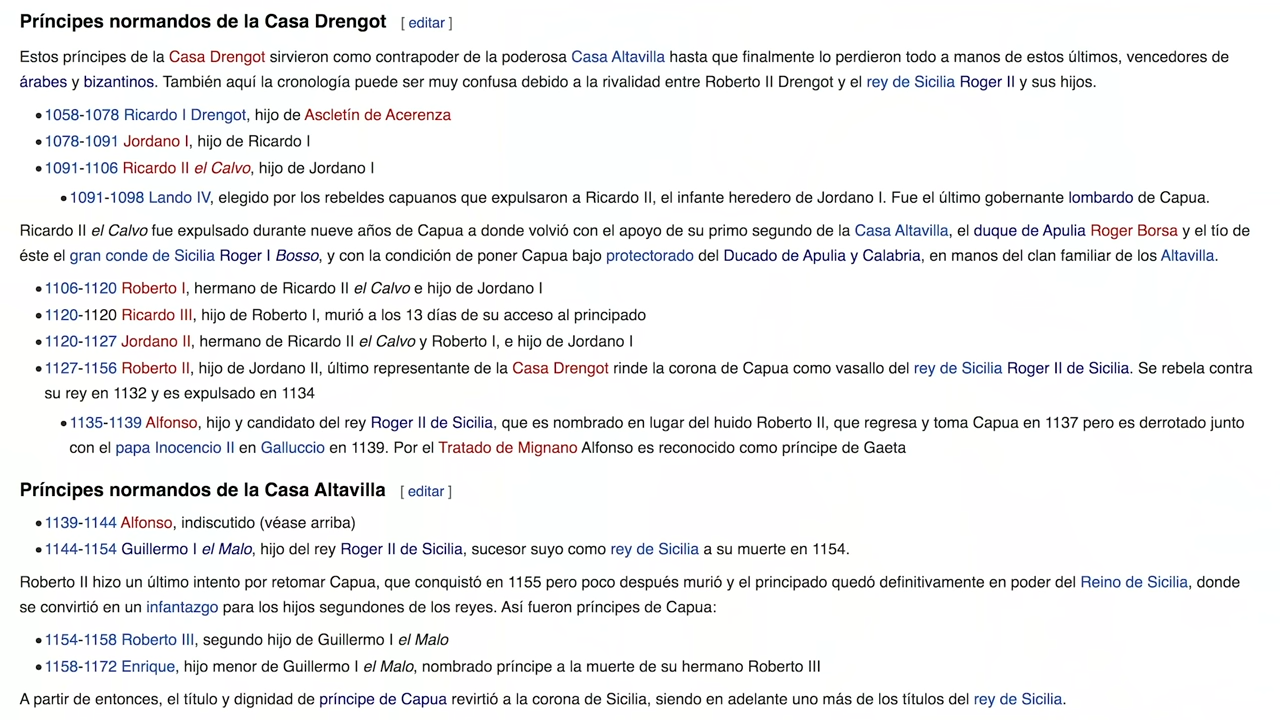 Príncipes normandos de la Casa Drengot [ editar ]
Estos príncipes de la Casa Drengot sirvieron como contrapoder de la poderosa Casa Altavilla hasta que finalmente lo perdieron todo a manos de estos últimos, vencedores de
árabes y bizantinos. También aquí la cronología puede ser muy confusa debido a la rivalidad entre Roberto II Drengot y el rey de Sicilia Roger II y sus hijos.
• 1058-1078 Ricardo I Drengot, hijo de Ascletín de Acerenza
• 1078-1091 Jordano I, hijo de Ricardo I
• 1091-1106 Ricardo II el Calvo, hijo de Jordano I
• 1091-1098 Lando IV, elegido por los rebeldes capuanos que expulsaron a Ricardo II, el infante heredero de Jordano I. Fue el último gobernante lombardo de Capua.
Ricardo II el Calvo fue expulsado durante nueve años de Capua a donde volvió con el apoyo de su primo segundo de la Casa Altavilla, el duque de Apulia Roger Borsa y el tío de
éste el gran conde de Sicilia Roger I Bosso, y con la condición de poner Capua bajo protectorado del Ducado de Apulia y Calabria, en manos del clan familiar de los Altavilla.
• 1106-1120 Roberto I, hermano de Ricardo II el Calvo e hijo de Jordano I
• 1120-1120 Ricardo III, hijo de Roberto I, murió a los 13 días de su acceso al principado
• 1120-1127 Jordano II, hermano de Ricardo II el Calvo y Roberto I, e hijo de Jordano I
• 1127-1156 Roberto II, hijo de Jordano II, último representante de la Casa Drengot rinde la corona de Capua como vasallo del rey de Sicilia Roger II de Sicilia. Se rebela contra
su rey en 1132 y es expulsado en 1134
• 1135-1139 Alfonso, hijo y candidato del rey Roger II de Sicilia, que es nombrado en lugar del huido Roberto II, que regresa y toma Capua en 1137 pero es derrotado junto
con el papa Inocencio II en Galluccio en 1139. Por el Tratado de Mignano Alfonso es reconocido como príncipe de Gaeta
Príncipes normandos de la Casa Altavilla [ editar ]
• 1139-1144 Alfonso, indiscutido (véase arriba)
• 1144-1154 Guillermo I el Malo, hijo del rey Roger II de Sicilia, sucesor suyo como rey de Sicilia a su muerte en 1154.
Roberto II hizo un último intento por retomar Capua, que conquistó en 1155 pero poco después murió y el principado quedó definitivamente en poder del Reino de Sicilia, donde
se convirtió en un infantazgo para los hijos segundones de los reyes. Así fueron príncipes de Capua:
• 1154-1158 Roberto III, segundo hijo de Guillermo I el Malo
• 1158-1172 Enrique, hijo menor de Guillermo I el Malo, nombrado príncipe a la muerte de su hermano Roberto III
A partir de entonces, el título y dignidad de príncipe de Capua revirtió a la corona de Sicilia, siendo en adelante uno más de los títulos del rey de Sicilia.